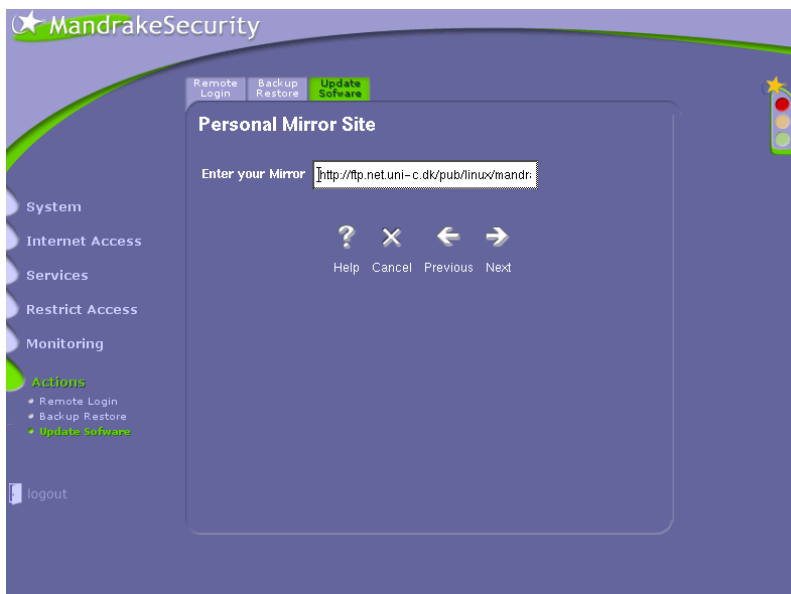 MandrakeSecurity
Remote Login
Backup Restore
Update Sofware
Personal Mirror Site
Enter your Mirror http://ftp.net.uni-c.dk/pub/linux/mandr
Help Cancel Previous Next
System
Internet Access
Services
Restrict Access
Monitoring
Actions
Remote Login
Backup Restore
Update Sofware
logout